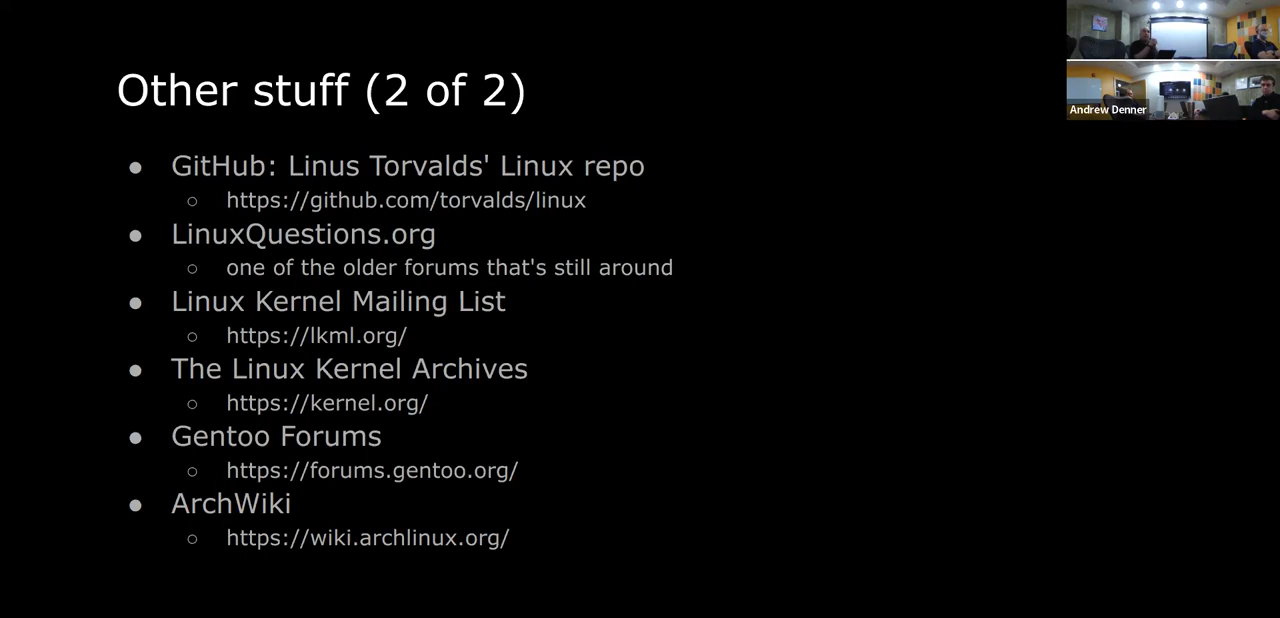 Other stuff (2 of 2)
● GitHub: Linus Torvalds' Linux repo
○ https://github.com/torvalds/linux
● LinuxQuestions.org
○ one of the older forums that's still around
● Linux Kernel Mailing List
○ https://lkml.org/
● The Linux Kernel Archives
○ https://kernel.org/
● Gentoo Forums
○ https://forums.gentoo.org/
● ArchWiki
○ https://wiki.archlinux.org/
Andrew Denner